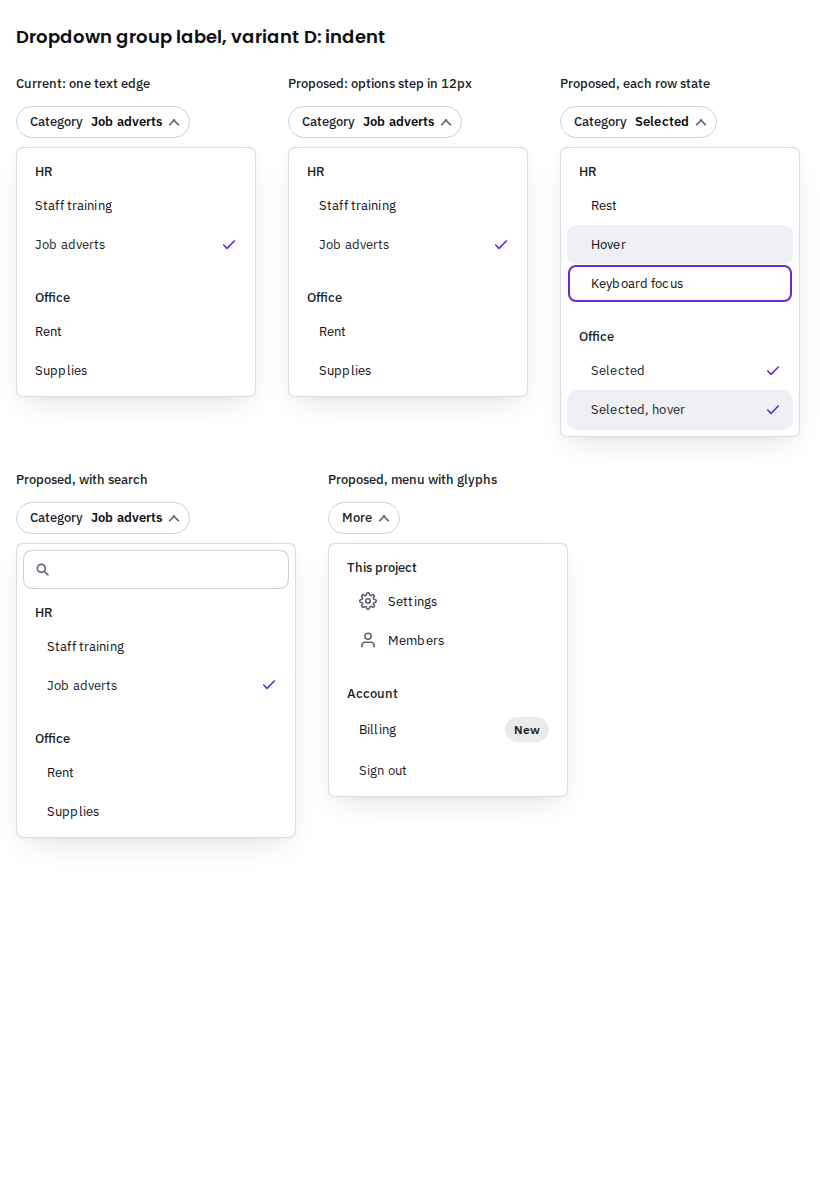 Dropdown group label, variant D: indent
Current: one text edge
Category Job adverts
HR
Staff training
Job adverts
Office
Rent
Supplies
Proposed: options step in 12px
Category Job adverts
HR
Staff training
Job adverts
Office
Rent
Supplies
Proposed, each row state
Category Selected
HR
Rest
Hover
Keyboard focus
Office
Selected
Selected, hover
Proposed, with search
Category Job adverts
HR
Staff training
Job adverts
Office
Rent
Supplies
Proposed, menu with glyphs
More
This project
Settings
Members
Account
Billing New
Sign out